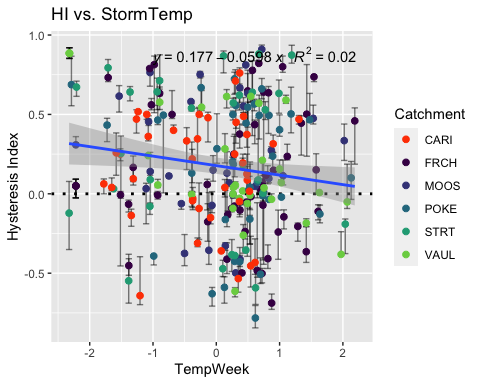 HI vs. StormTemp
y = 0.177 - 0.0598 x R² = 0.02
1.0
0.5
0.0
-0.5
Hysteresis Index
-2 -1 0 1 2
TempWeek
Catchment
CARI
FRCH
MOOS
POKE
STRT
VAUL